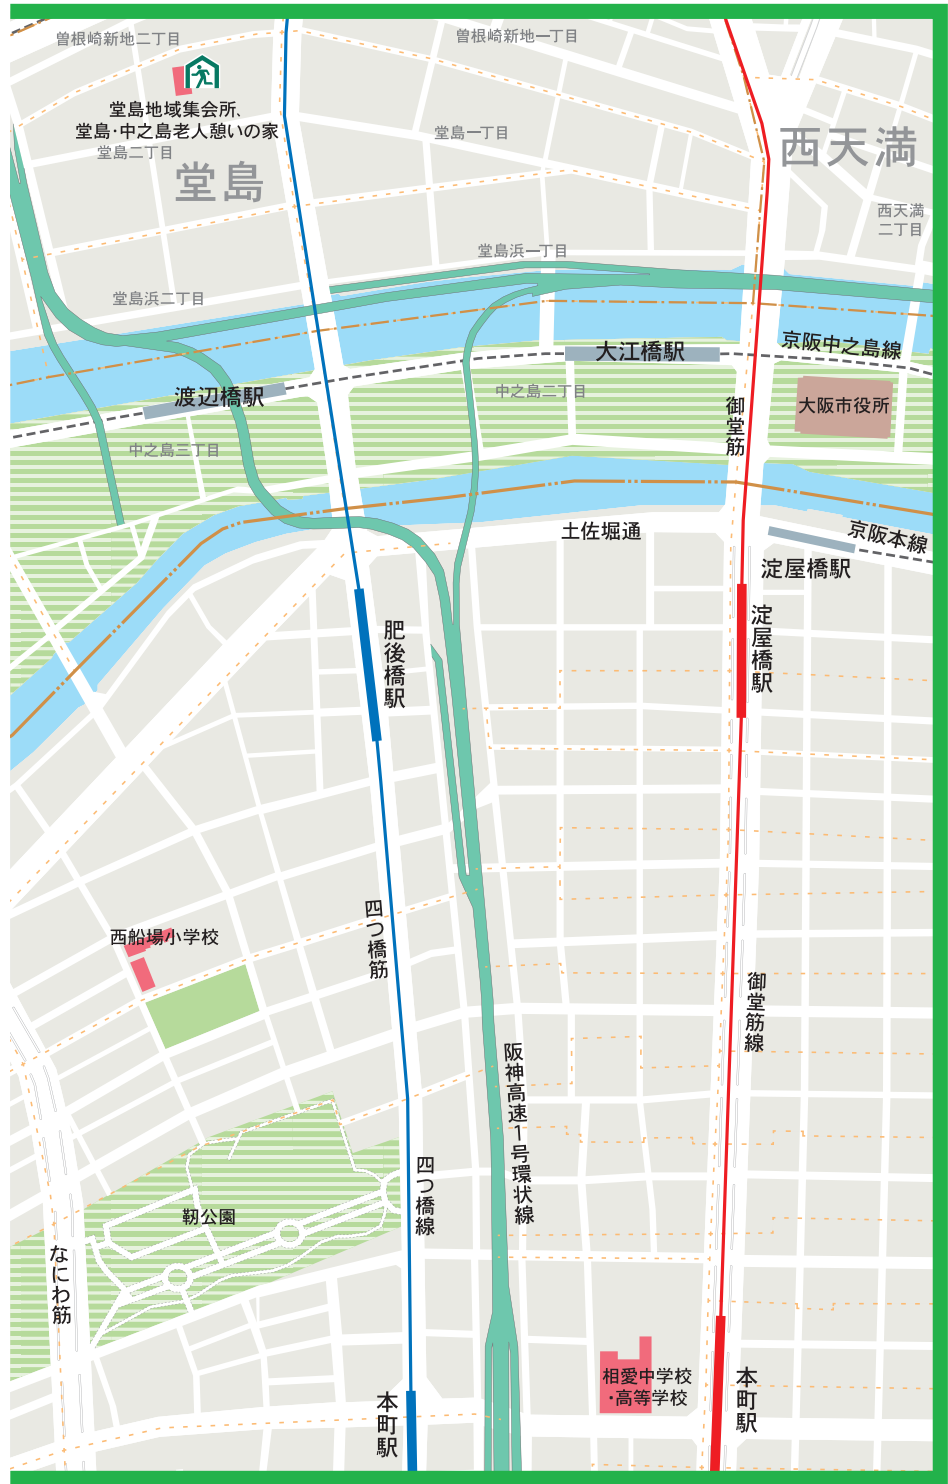 曽根崎新地二丁目
曽根崎新地一丁目
堂島地域集会所、
堂島・中之島老人憩いの家
堂島二丁目
堂島一丁目
堂島
西天満
西天満
二丁目
堂島浜一丁目
堂島浜二丁目
京阪中之島線
大江橋駅
渡辺橋駅
中之島二丁目
大阪市役所
御堂筋
中之島三丁目
土佐堀通
京阪本線
淀屋橋駅
淀屋橋駅
肥後橋駅
四つ橋筋
西船場小学校
御堂筋線
阪神高速1号環状線
四つ橋線
靭公園
なにわ筋
相愛中学校
・高等学校
本町駅
本町駅